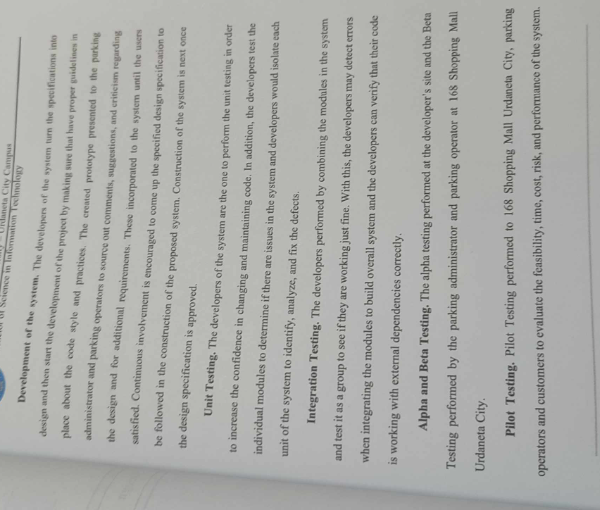 – Urdaneta City Campus
of Science in Information Technology
Development of the system. The developers of the system turn the specifications into
design and then start the development of the project by making sure that have proper guidelines in
place about the code style and practices. The created prototype presented to the parking
administrator and parking operators to source out comments, suggestions, and criticism regarding
the design and for additional requirements. These incorporated to the system until the users
satisfied. Continuous involvement is encouraged to come up the specified design specification to
be followed in the construction of the proposed system. Construction of the system is next once
the design specification is approved.
Unit Testing. The developers of the system are the one to perform the unit testing in order
to increase the confidence in changing and maintaining code. In addition, the developers test the
individual modules to determine if there are issues in the system and developers would isolate each
unit of the system to identify, analyze, and fix the defects.
Integration Testing. The developers performed by combining the modules in the system
and test it as a group to see if they are working just fine. With this, the developers may detect errors
when integrating the modules to build overall system and the developers can verify that their code
is working with external dependencies correctly.
Alpha and Beta Testing. The alpha testing performed at the developer's site and the Beta
Testing performed by the parking administrator and parking operator at 168 Shopping Mall
Urdaneta City.
Pilot Testing. Pilot Testing performed to 168 Shopping Mall Urdaneta City, parking
operators and customers to evaluate the feasibility, time, cost, risk, and performance of the system.